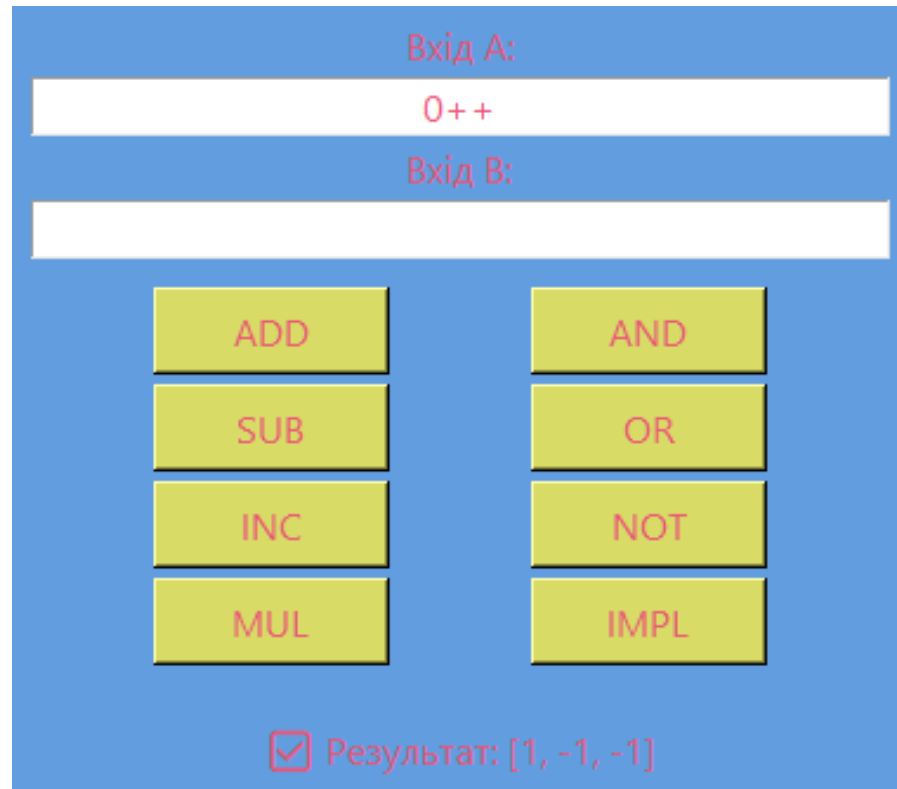 Вхід А:
0++
Вхід В:
ADD AND
SUB OR
INC NOT
MUL IMPL
Результат: [1, -1, -1]